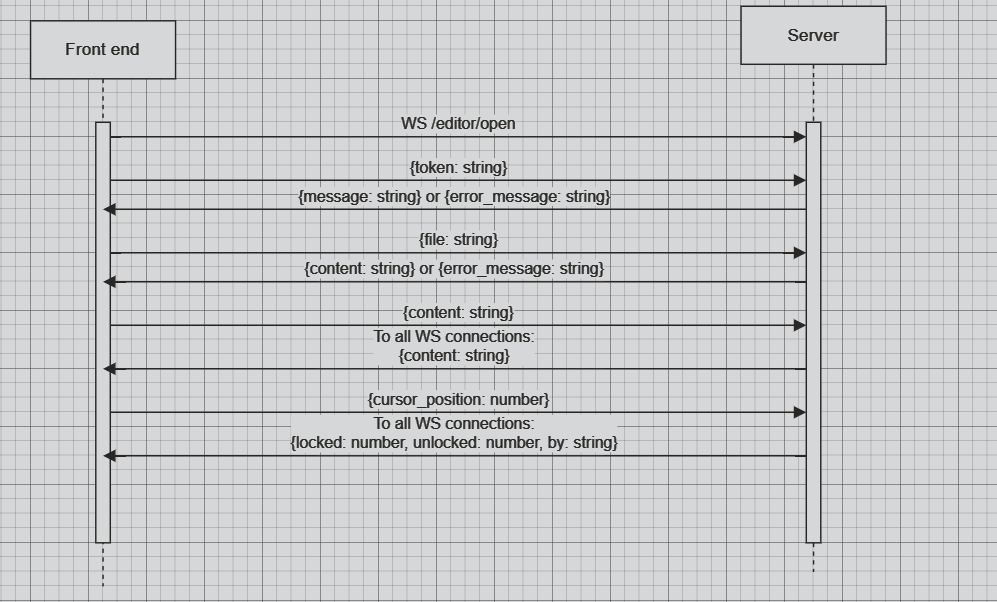 Front end
Server
WS /editor/open
{token: string}
{message: string} or {error_message: string}
{file: string}
{content: string} or {error_message: string}
{content: string}
To all WS connections:
{content: string}
{cursor_position: number}
To all WS connections:
{locked: number, unlocked: number, by: string}